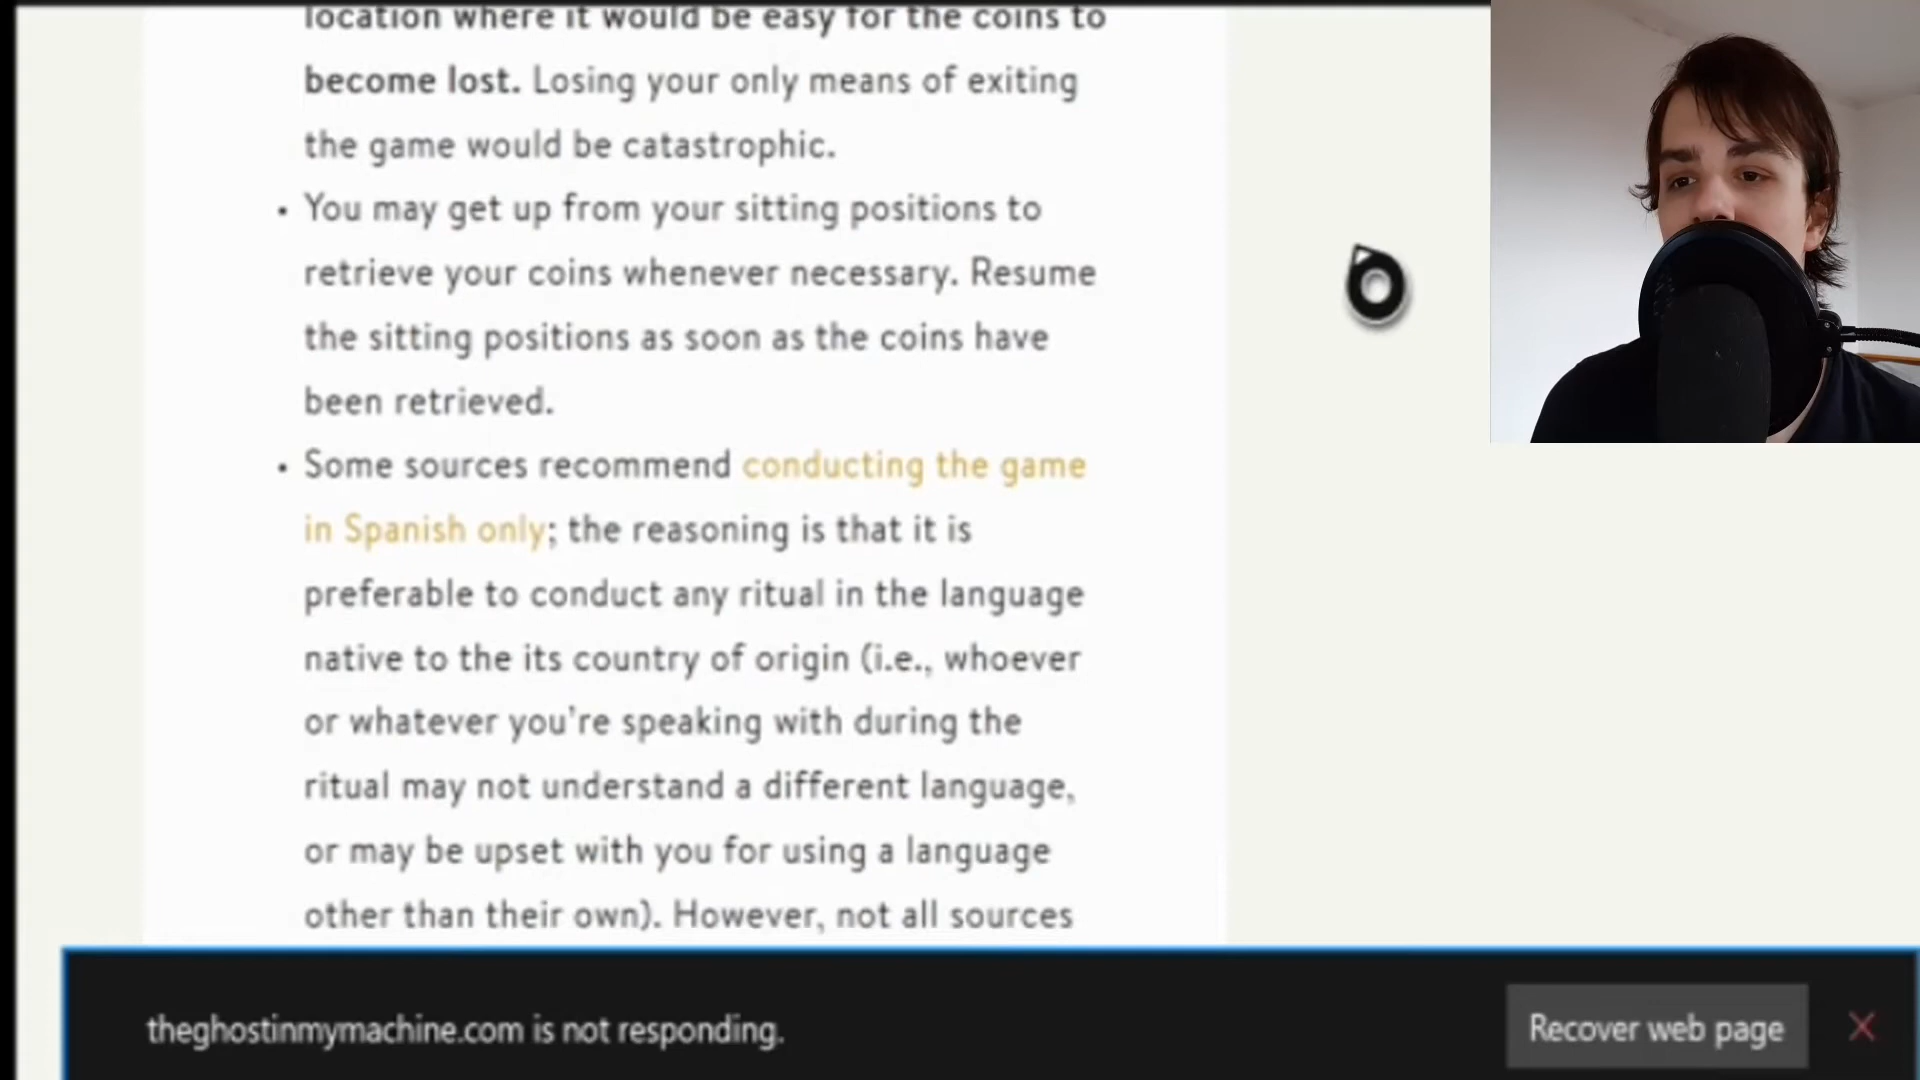 location where it would be easy for the coins to
become lost. Losing your only means of exiting
the game would be catastrophic.
• You may get up from your sitting positions to
retrieve your coins whenever necessary. Resume
the sitting positions as soon as the coins have
been retrieved.
• Some sources recommend conducting the game
in Spanish only; the reasoning is that it is
preferable to conduct any ritual in the language
native to the its country of origin (i.e., whoever
or whatever you're speaking with during the
ritual may not understand a different language,
or may be upset with you for using a language
other than their own). However, not all sources
theghostinmymachine.com is not responding.
Recover web page